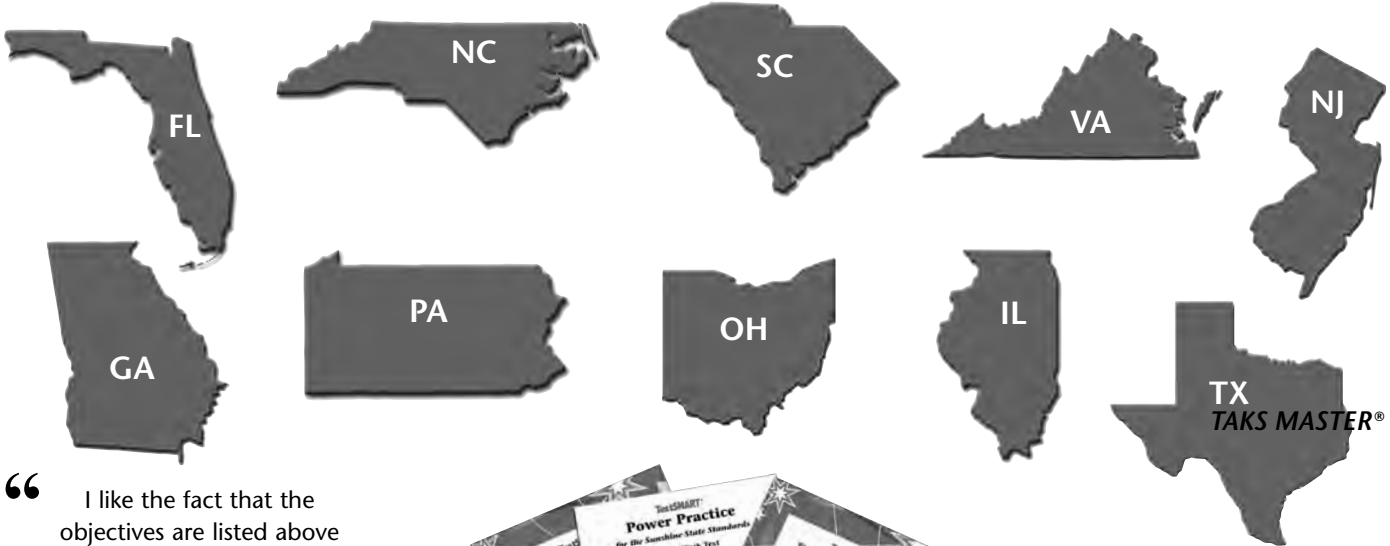 FL
NC
SC
VA
NJ
GA
PA
OH
IL
TX
TAKS MASTER®
“ I like the fact that the
objectives are listed above
TestSMART®
Power Practice
for the Sunshine State Standards